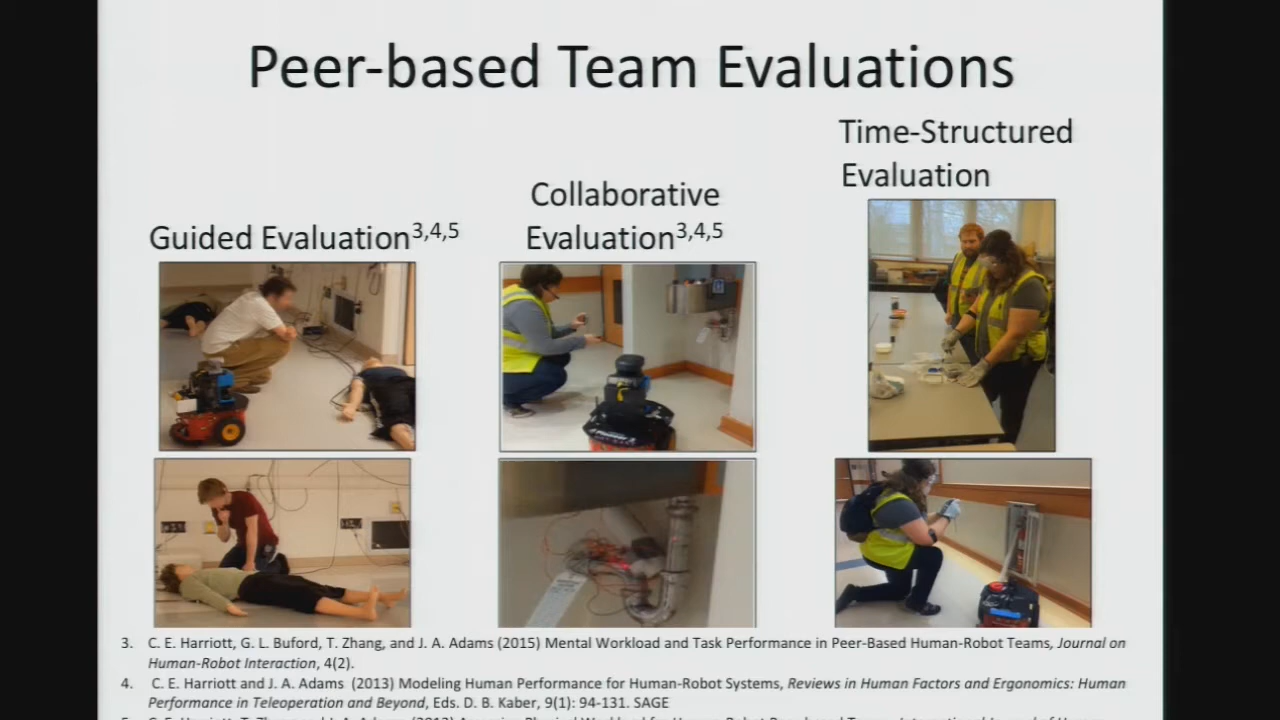 Peer-based Team Evaluations
Time-Structured
Evaluation
Collaborative
Evaluation3,4,5
Guided Evaluation3,4,5
3. C. E. Harriott, G. L. Buford, T. Zhang, and J. A. Adams (2015) Mental Workload and Task Performance in Peer-Based Human-Robot Teams, Journal on
Human-Robot Interaction, 4(2).
4. C. E. Harriott and J. A. Adams (2013) Modeling Human Performance for Human-Robot Systems, Reviews in Human Factors and Ergonomics: Human
Performance in Teleoperation and Beyond, Eds. D. B. Kaber, 9(1): 94-131. SAGE